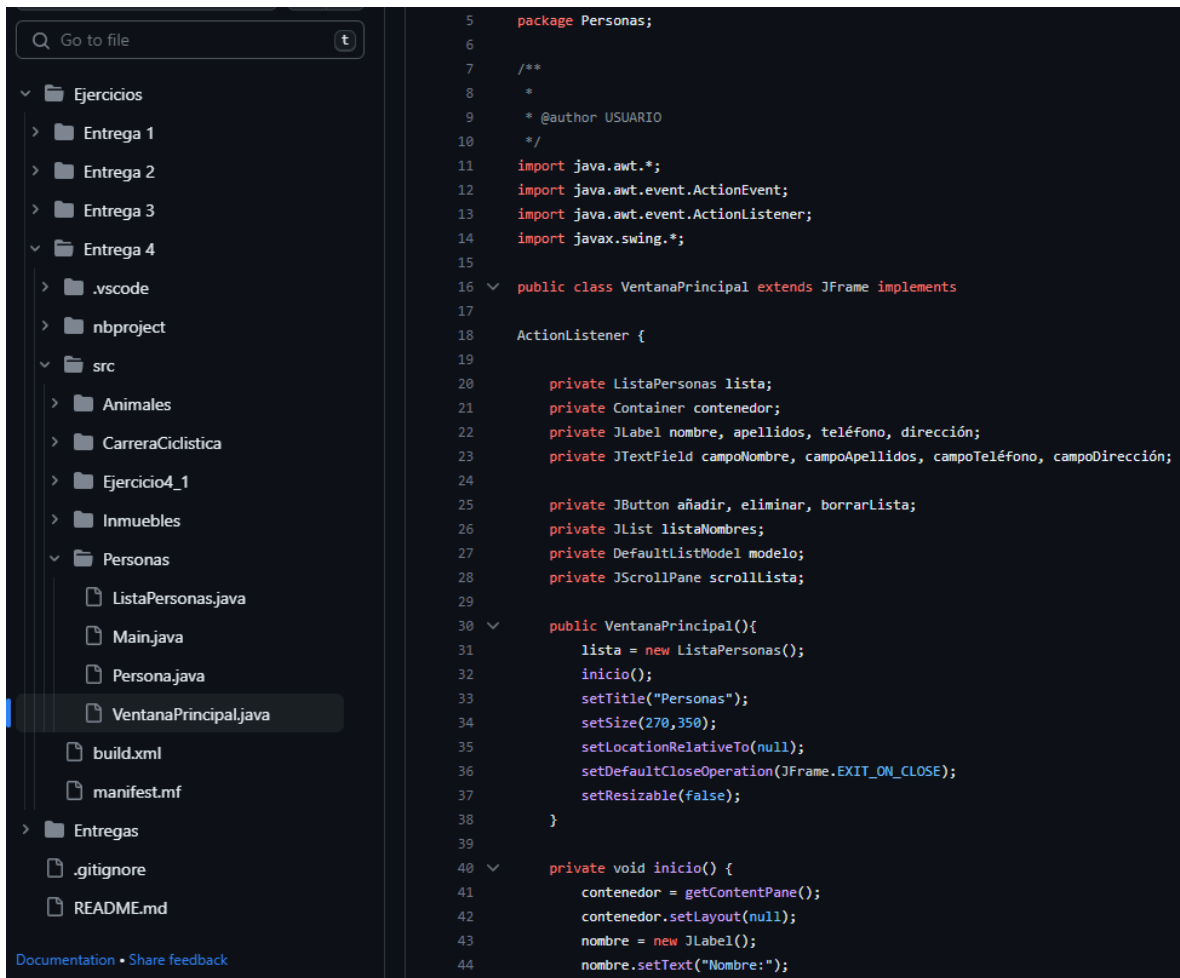 Go to file
t
Ejercicios
Entrega 1
Entrega 2
Entrega 3
Entrega 4
.vscode
nbproject
src
Animales
CarreraCiclistica
Ejercicio4_1
Inmuebles
Personas
ListaPersonas.java
Main.java
Persona.java
VentanaPrincipal.java
build.xml
manifest.mf
Entregas
.gitignore
README.md
Documentation • Share feedback
5 package Personas;
6
7 /**
8 *
9 * @author USUARIO
10 */
11 import java.awt.*;
12 import java.awt.event.ActionEvent;
13 import java.awt.event.ActionListener;
14 import javax.swing.*;
15
16 public class VentanaPrincipal extends JFrame implements
17
18 ActionListener {
19
20 private ListaPersonas lista;
21 private Container contenedor;
22 private JLabel nombre, apellidos, teléfono, dirección;
23 private JTextField campoNombre, campoApellidos, campoTeléfono, campoDirección;
24
25 private JButton añadir, eliminar, borrarLista;
26 private JList listaNombres;
27 private DefaultListModel modelo;
28 private JScrollPane scrollLista;
29
30 public VentanaPrincipal(){
31 lista = new ListaPersonas();
32 inicio();
33 setTitle("Personas");
34 setSize(270,350);
35 setLocationRelativeTo(null);
36 setDefaultCloseOperation(JFrame.EXIT_ON_CLOSE);
37 setResizable(false);
38 }
39
40 private void inicio() {
41 contenedor = getContentPane();
42 contenedor.setLayout(null);
43 nombre = new JLabel();
44 nombre.setText("Nombre:");